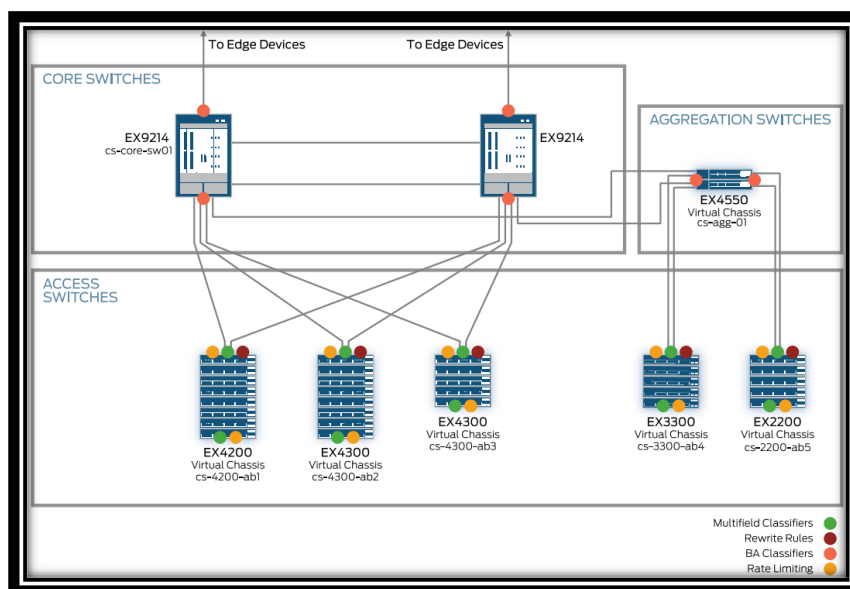 To Edge Devices
To Edge Devices
CORE SWITCHES
EX9214
cs-core-sw01
EX9214
AGGREGATION SWITCHES
EX4550
Virtual Chassis
cs-agg-01
ACCESS
SWITCHES
EX4200
Virtual Chassis
cs-4200-ab1
EX4300
Virtual Chassis
cs-4300-ab2
EX4300
Virtual Chassis
cs-4300-ab3
EX3300
Virtual Chassis
cs-3300-ab4
EX2200
Virtual Chassis
cs-2200-ab5
Multifield Classifiers
Rewrite Rules
BA Classifiers
Rate Limiting